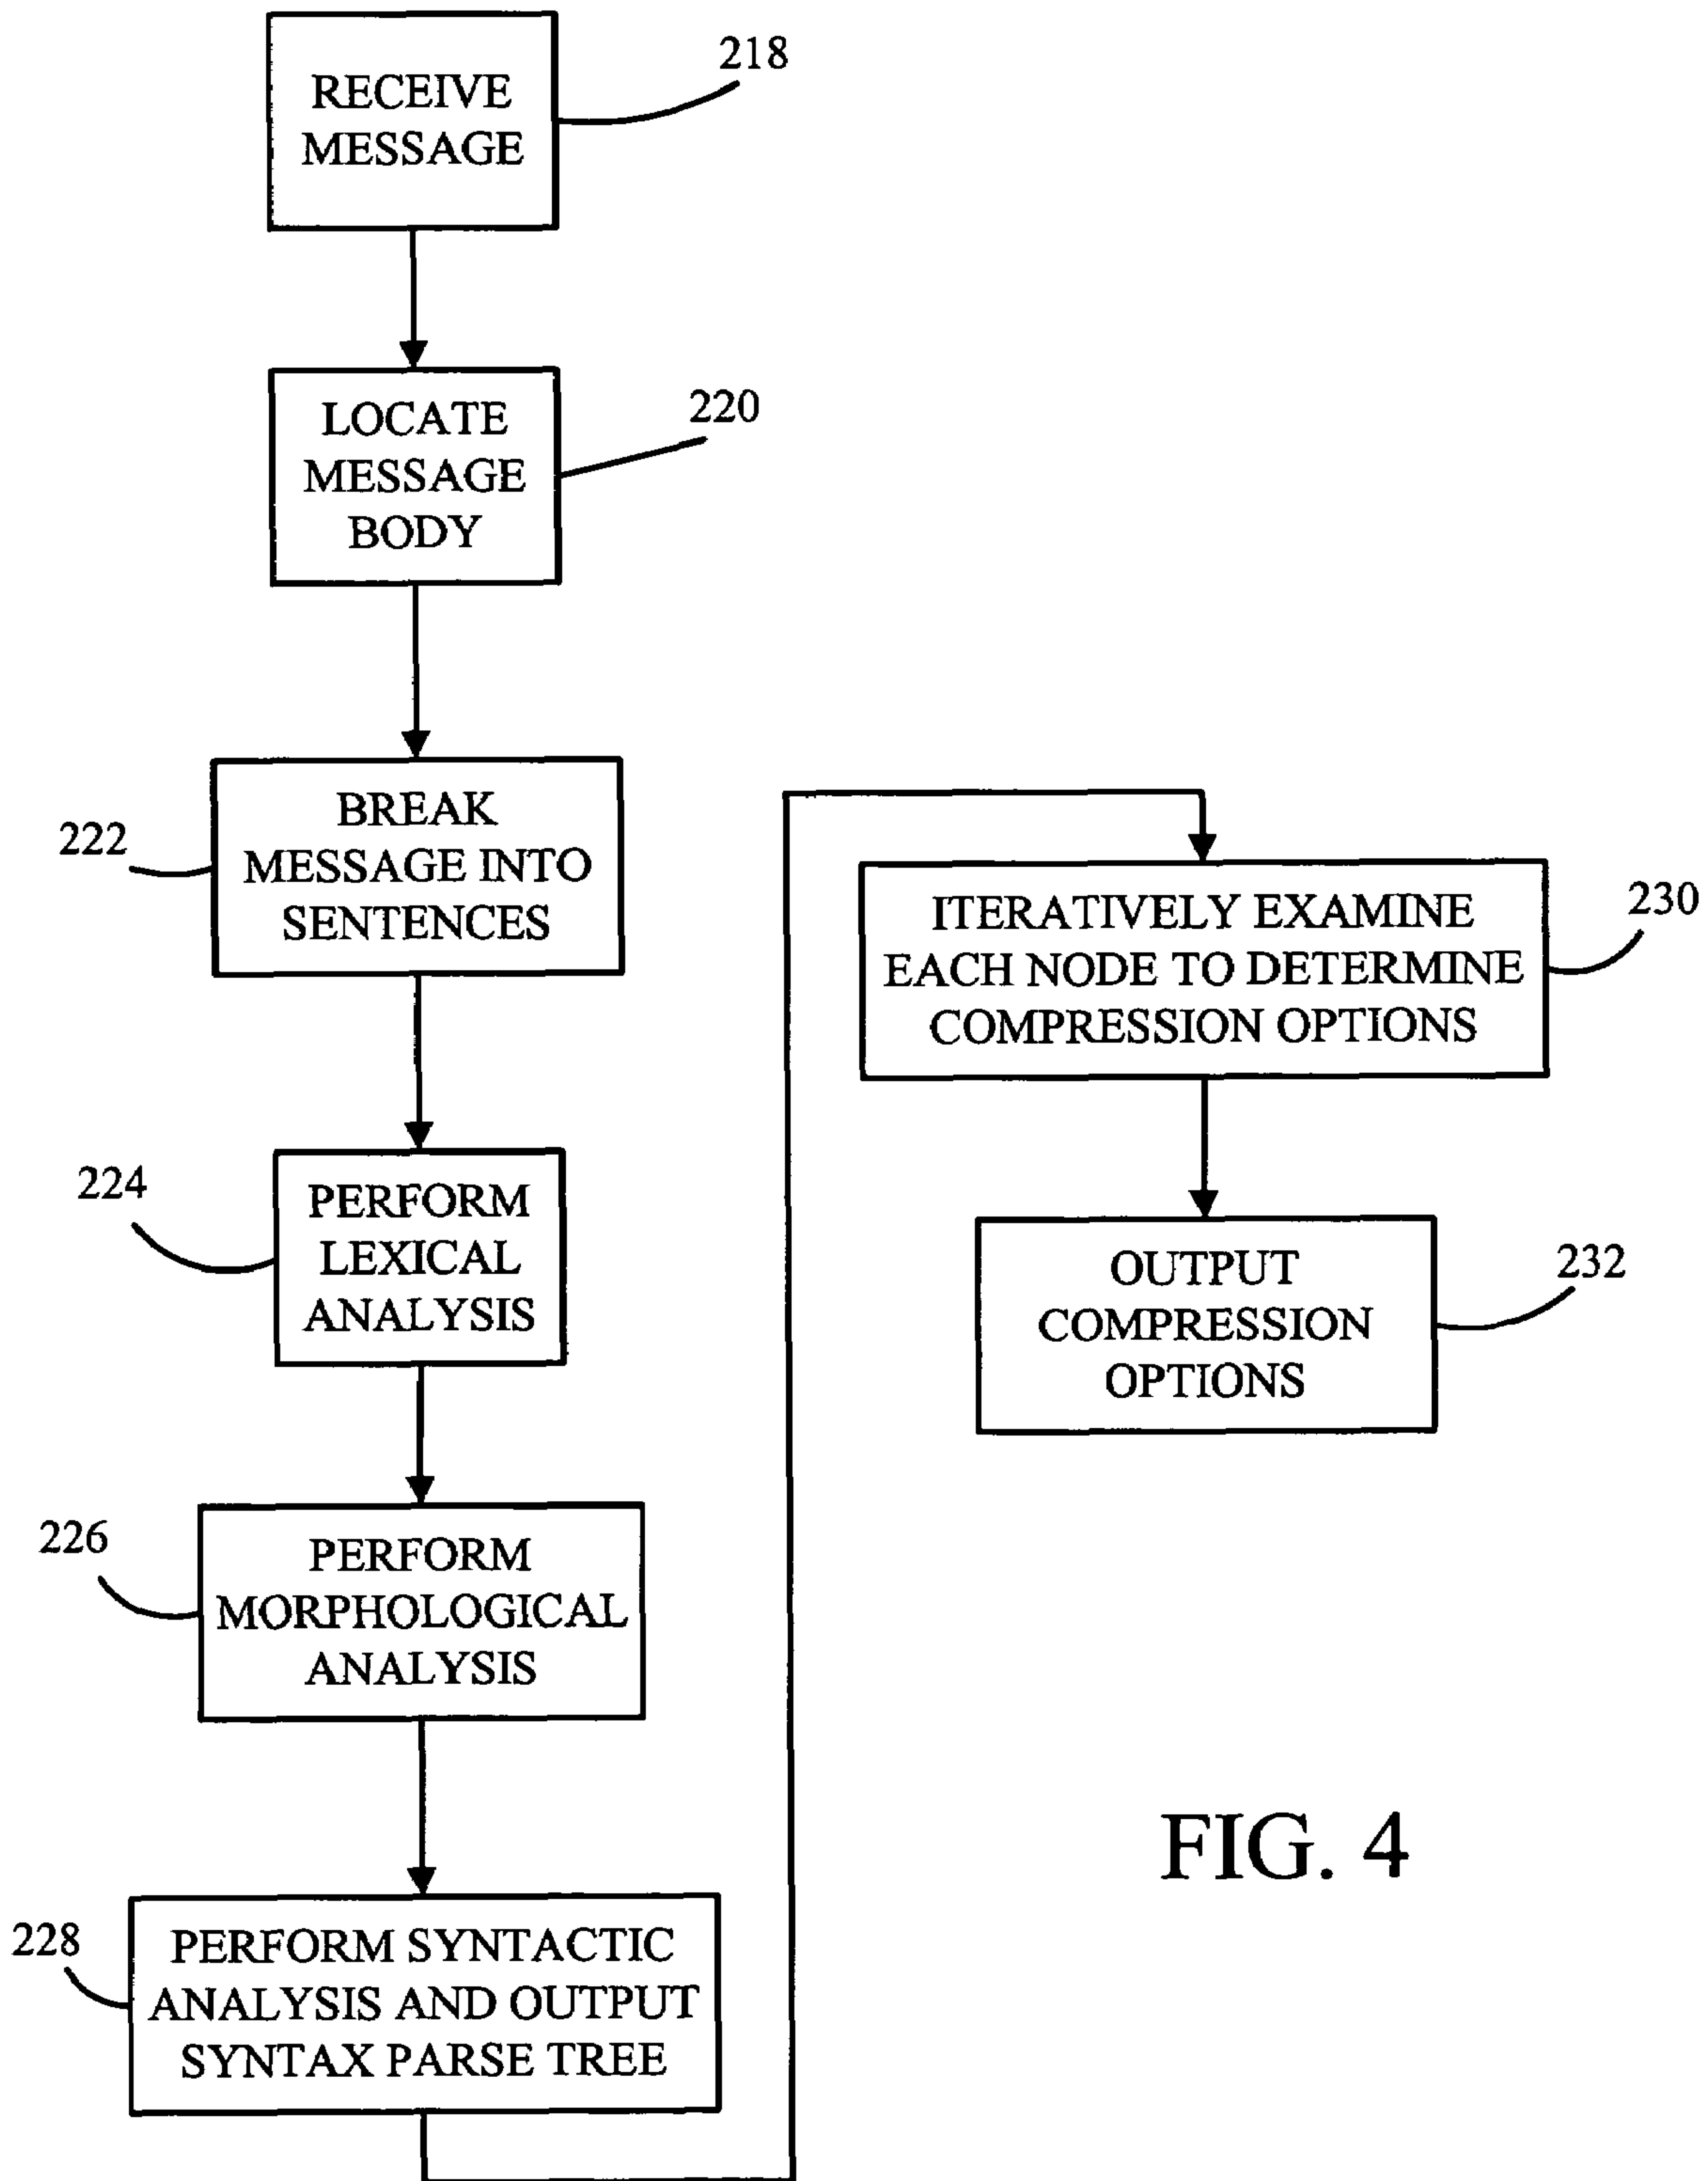 RECEIVE
MESSAGE
218
LOCATE
MESSAGE
BODY
220
BREAK
MESSAGE INTO
SENTENCES
222
PERFORM
LEXICAL
ANALYSIS
224
PERFORM
MORPHOLOGICAL
ANALYSIS
226
PERFORM SYNTACTIC
ANALYSIS AND OUTPUT
SYNTAX PARSE TREE
228
ITERATIVELY EXAMINE
EACH NODE TO DETERMINE
COMPRESSION OPTIONS
230
OUTPUT
COMPRESSION
OPTIONS
232
FIG. 4